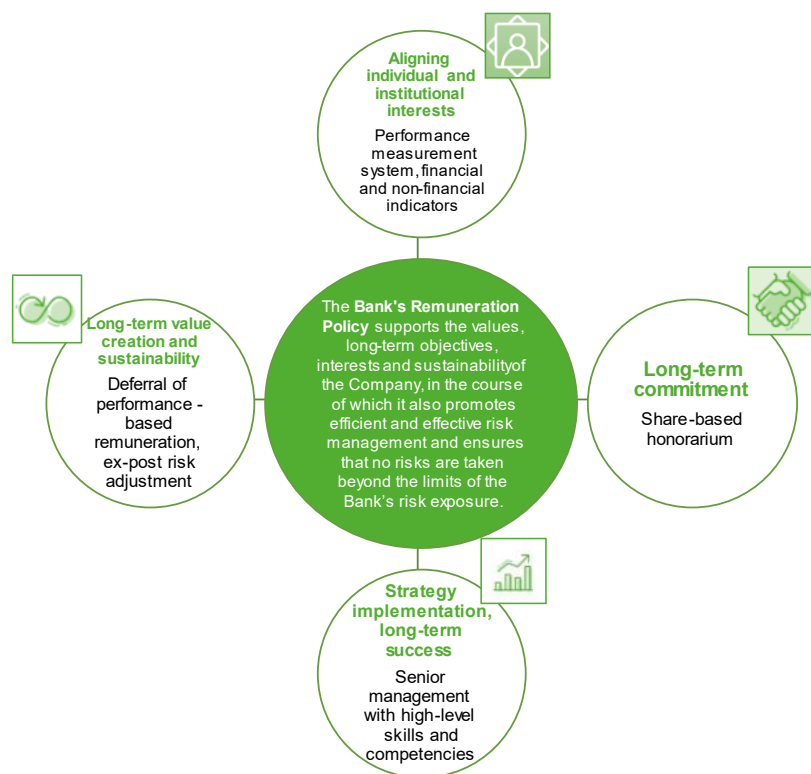 Aligning
individual and
institutional
interests
Performance
measurement
system, financial
and non-financial
indicators
Long-term value
creation and
sustainability
Deferral of
performance -
based
remuneration,
ex-post risk
adjustment
The Bank's Remuneration
Policy supports the values,
long-term objectives,
interests and sustainabilityof
the Company, in the course
of which it also promotes
efficient and effective risk
management and ensures
that no risks are taken
beyond the limits of the
Bank’s risk exposure.
Long-term
commitment
Share-based
honorarium
Strategy
implementation,
long-term
success
Senior
management
with high-level
skills and
competencies